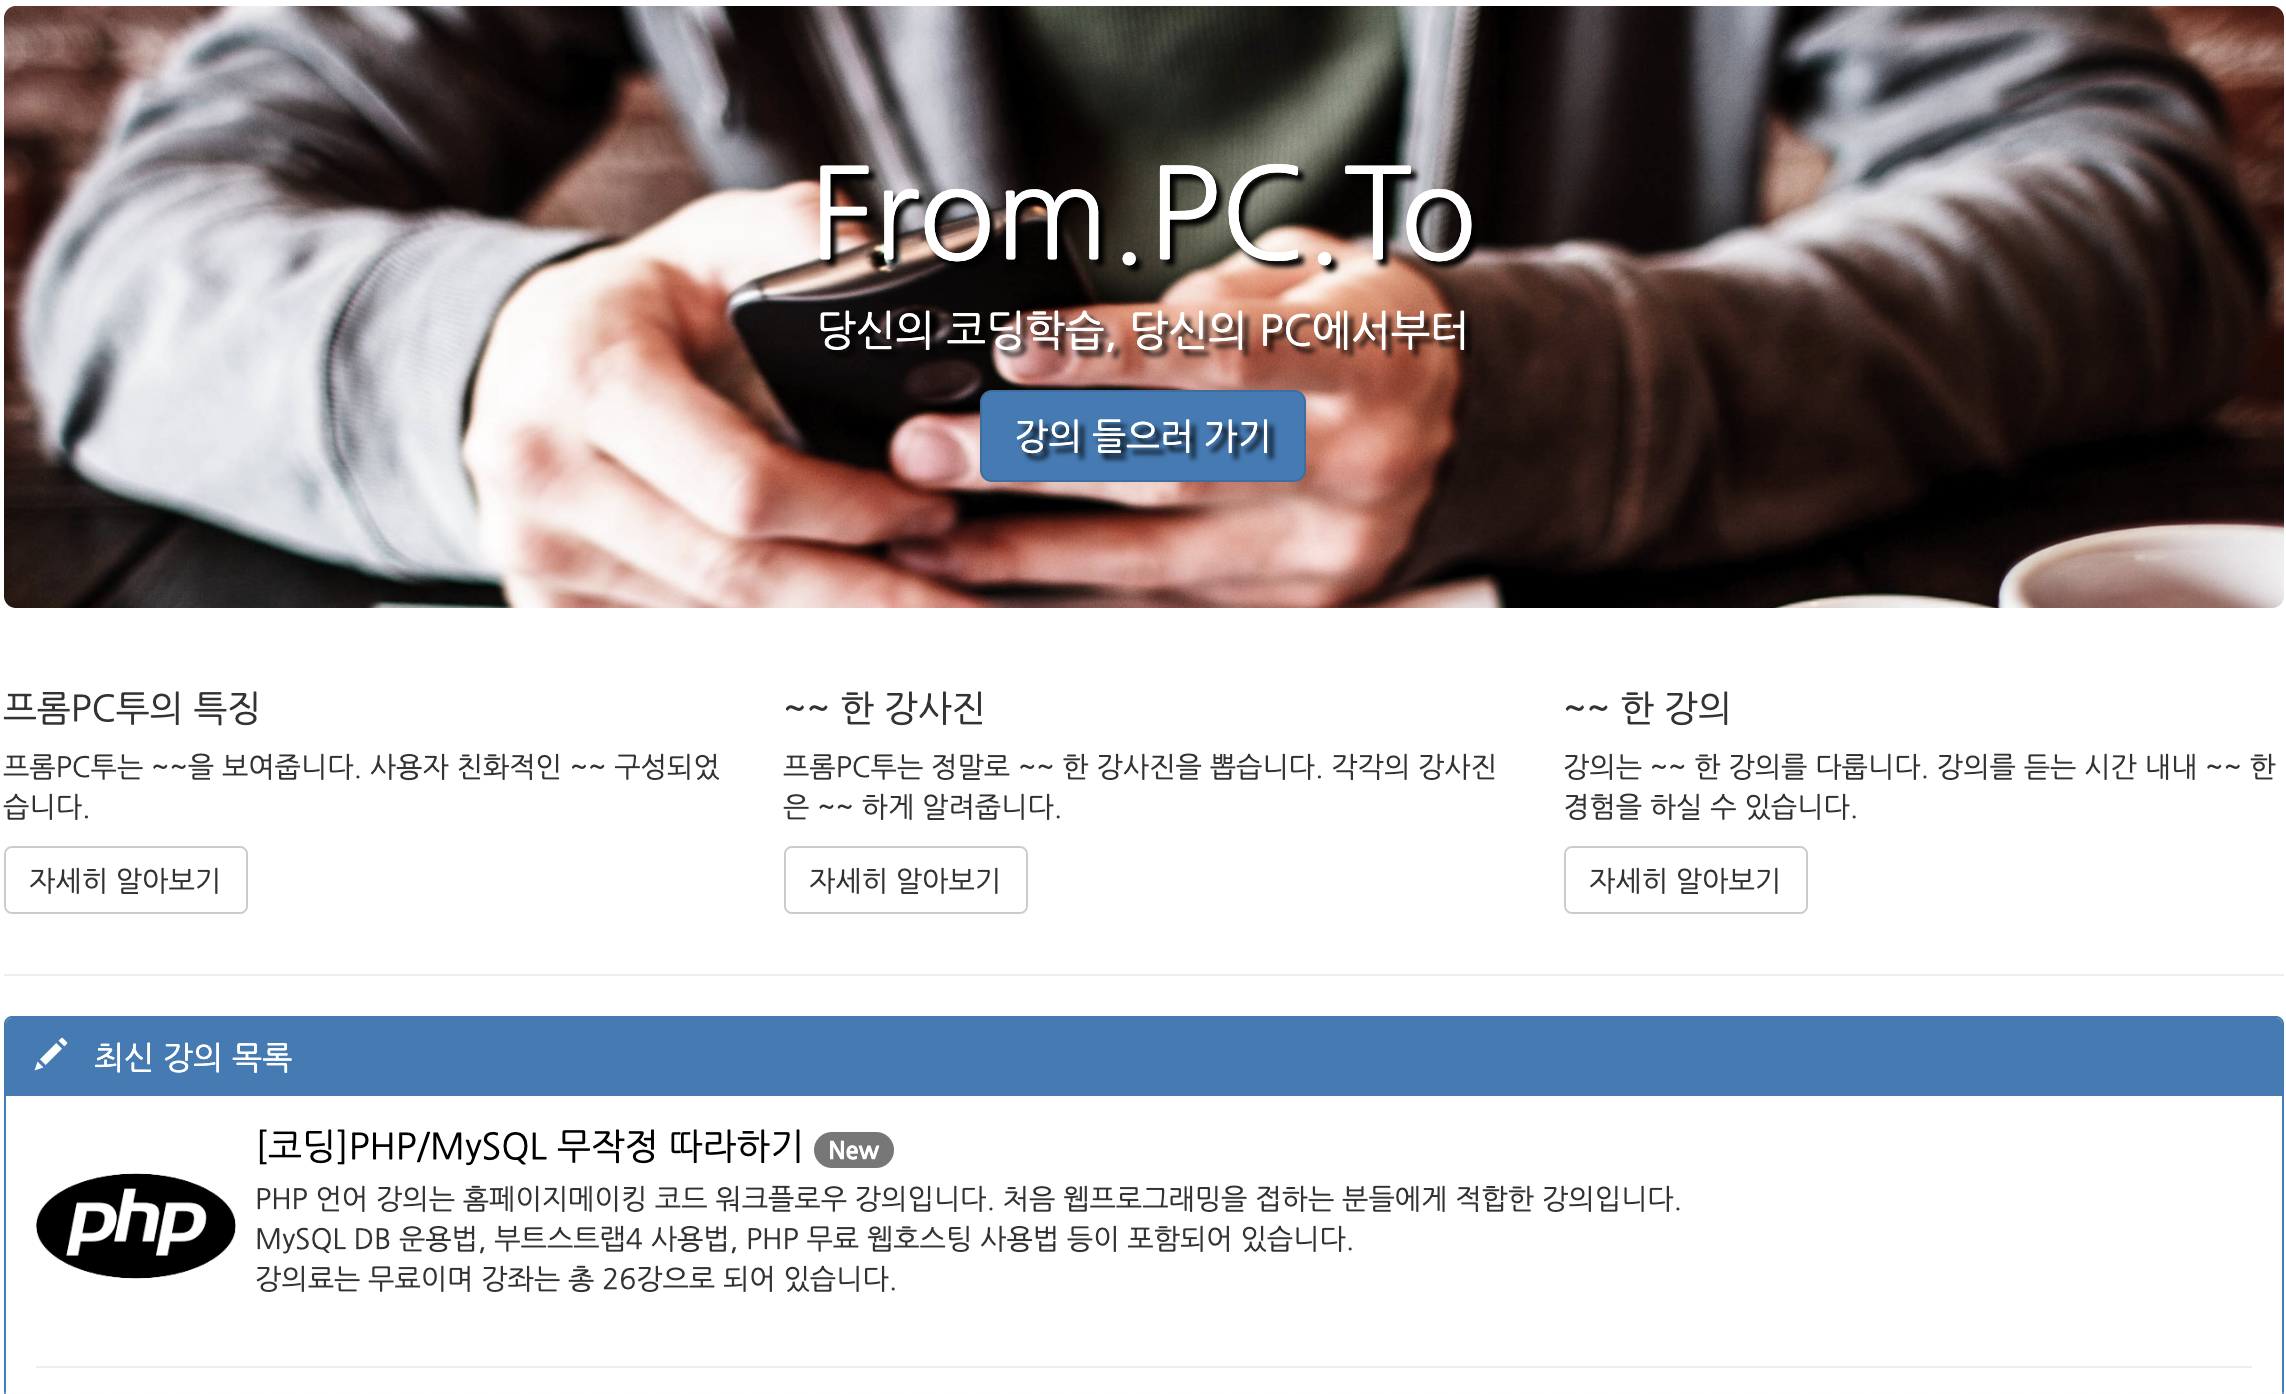 From.PC.To
당신의 코딩학습, 당신의 PC에서부터
강의 들으러 가기
프롬PC투의 특징
프롬PC투는 ~~을 보여줍니다. 사용자 친화적인 ~~ 구성되었
습니다.
자세히 알아보기
~~ 한 강사진
프롬PC투는 정말로 ~~ 한 강사진을 뽑습니다. 각각의 강사진
은 ~~ 하게 알려줍니다.
자세히 알아보기
~~ 한 강의
강의는 ~~ 한 강의를 다룹니다. 강의를 듣는 시간 내내 ~~ 한
경험을 하실 수 있습니다.
자세히 알아보기
최신 강의 목록
php
[코딩]PHP/MySQL 무작정 따라하기 New
PHP 언어 강의는 홈페이지메이킹 코드 워크플로우 강의입니다. 처음 웹프로그래밍을 접하는 분들에게 적합한 강의입니다.
MySQL DB 운용법, 부트스트랩4 사용법, PHP 무료 웹호스팅 사용법 등이 포함되어 있습니다.
강의료는 무료이며 강좌는 총 26강으로 되어 있습니다.